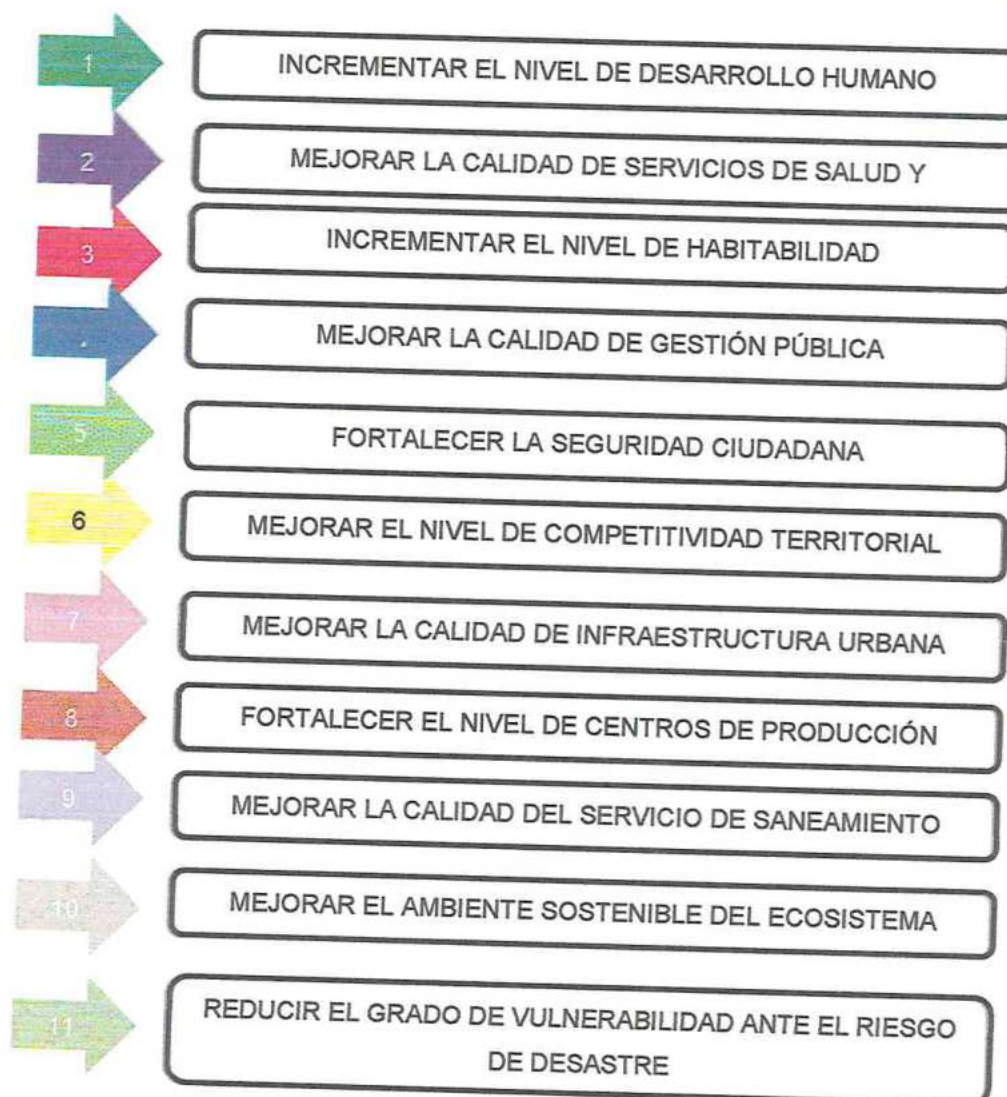 1 INCREMENTAR EL NIVEL DE DESARROLLO HUMANO
2 MEJORAR LA CALIDAD DE SERVICIOS DE SALUD Y
3 INCREMENTAR EL NIVEL DE HABITABILIDAD
MEJORAR LA CALIDAD DE GESTIÓN PÚBLICA
5 FORTALECER LA SEGURIDAD CIUDADANA
6 MEJORAR EL NIVEL DE COMPETITIVIDAD TERRITORIAL
7 MEJORAR LA CALIDAD DE INFRAESTRUCTURA URBANA
8 FORTALECER EL NIVEL DE CENTROS DE PRODUCCIÓN
9 MEJORAR LA CALIDAD DEL SERVICIO DE SANEAMIENTO
10 MEJORAR EL AMBIENTE SOSTENIBLE DEL ECOSISTEMA
11 REDUCIR EL GRADO DE VULNERABILIDAD ANTE EL RIESGO
DE DESASTRE